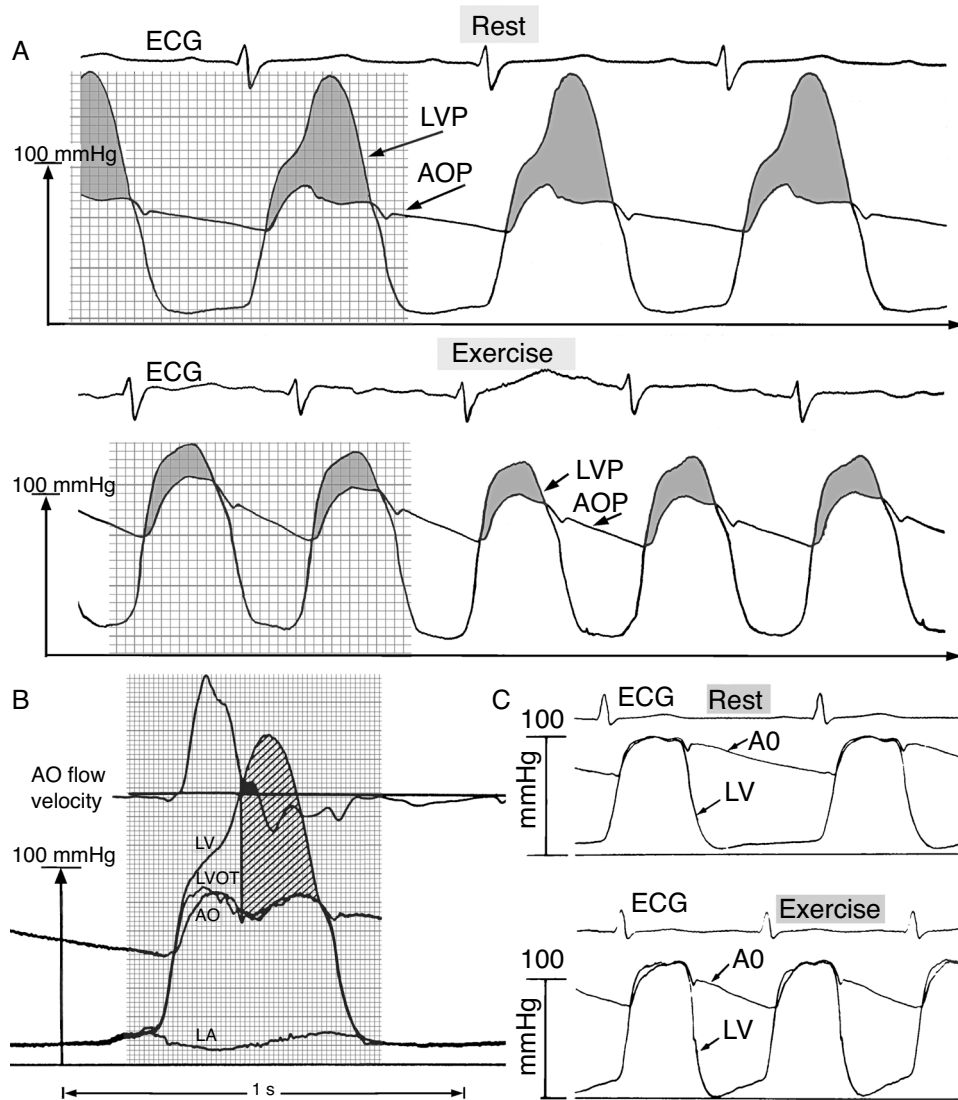 A
ECG
Rest
LVP
100 mmHg
AOP
Exercise
ECG
100 mmHg
LVP
AOP
B
AO flow
velocity
LV
100 mmHg
LVOT
AO
LA
1 s
C
ECG
Rest
100
A0
mmHg
LV
ECG
Exercise
100
A0
mmHg
LV